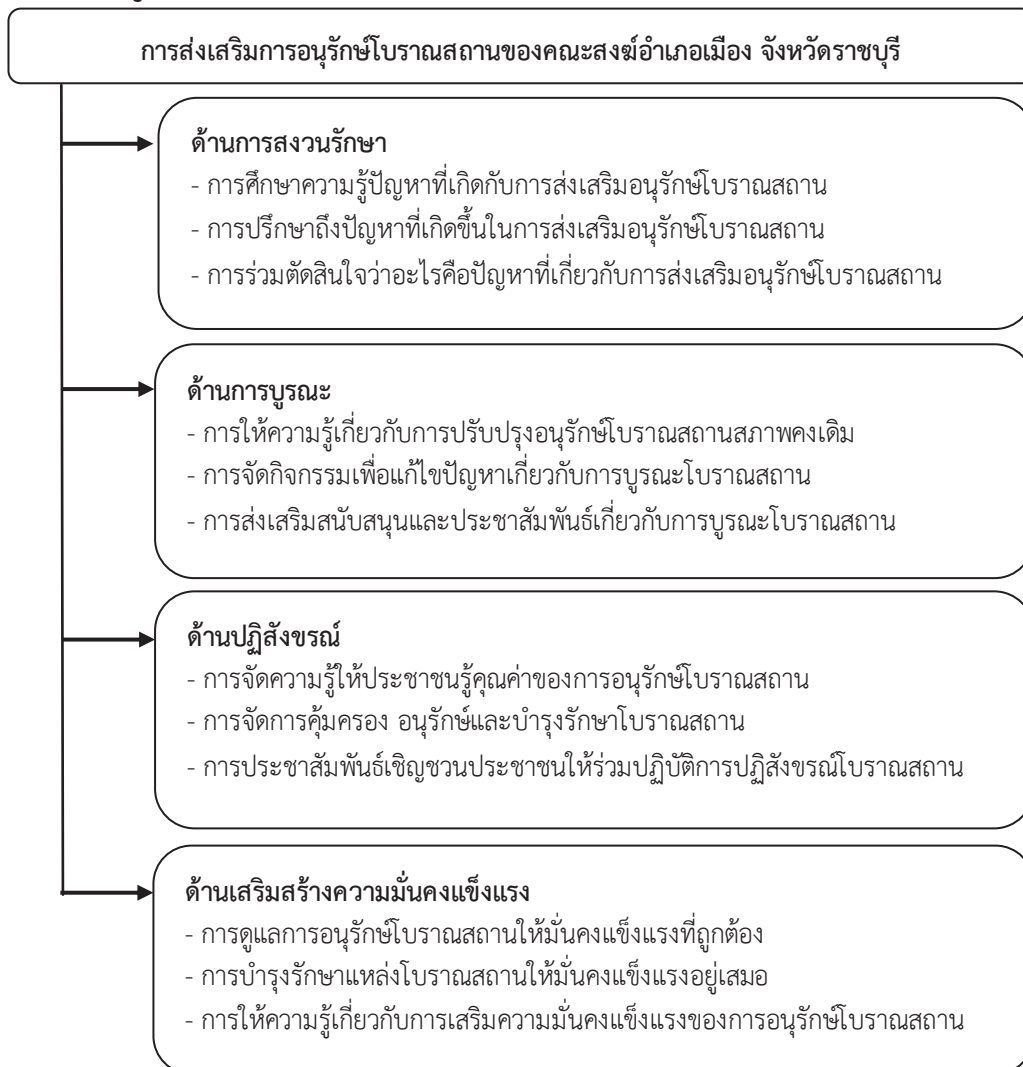 การส่งเสริมการอนุรักษ์โบราณสถานของคณะสงฆ์อำเภอเมือง จังหวัดราชบุรี
ด้านการสงวนรักษา
- การศึกษาความรู้ปัญหาที่เกิดกับการส่งเสริมอนุรักษ์โบราณสถาน
- การปรึกษาถึงปัญหาที่เกิดขึ้นในการส่งเสริมอนุรักษ์โบราณสถาน
- การร่วมตัดสินใจว่าอะไรคือปัญหาที่เกี่ยวกับการส่งเสริมอนุรักษ์โบราณสถาน
ด้านการบูรณะ
- การให้ความรู้เกี่ยวกับการปรับปรุงอนุรักษ์โบราณสถานสภาพคงเดิม
- การจัดกิจกรรมเพื่อแก้ไขปัญหาเกี่ยวกับการบูรณะโบราณสถาน
- การส่งเสริมสนับสนุนและประชาสัมพันธ์เกี่ยวกับการบูรณะโบราณสถาน
ด้านปฏิสังขรณ์
- การจัดความรู้ให้ประชาชนรู้คุณค่าของการอนุรักษ์โบราณสถาน
- การจัดการคุ้มครอง อนุรักษ์และบำรุงรักษาโบราณสถาน
- การประชาสัมพันธ์เชิญชวนประชาชนให้ร่วมปฏิบัติการปฏิสังขรณ์โบราณสถาน
ด้านเสริมสร้างความมั่นคงแข็งแรง
- การดูแลการอนุรักษ์โบราณสถานให้มั่นคงแข็งแรงที่ถูกต้อง
- การบำรุงรักษาแหล่งโบราณสถานให้มั่นคงแข็งแรงอยู่เสมอ
- การให้ความรู้เกี่ยวกับการเสริมความมั่นคงแข็งแรงของการอนุรักษ์โบราณสถาน